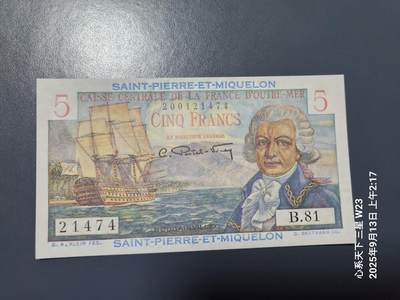 SAINT-PIERRE-ET-MIQUELON
CAISSE CENTRALE DE LA FRANCE D'OUTRE-MER
5 200121474 5
CINQ FRANCS
21474
B.81
SAINT-PIERRE-ET-MIQUELON
心系天下三星 W23
2025年9月13日 上午2:17